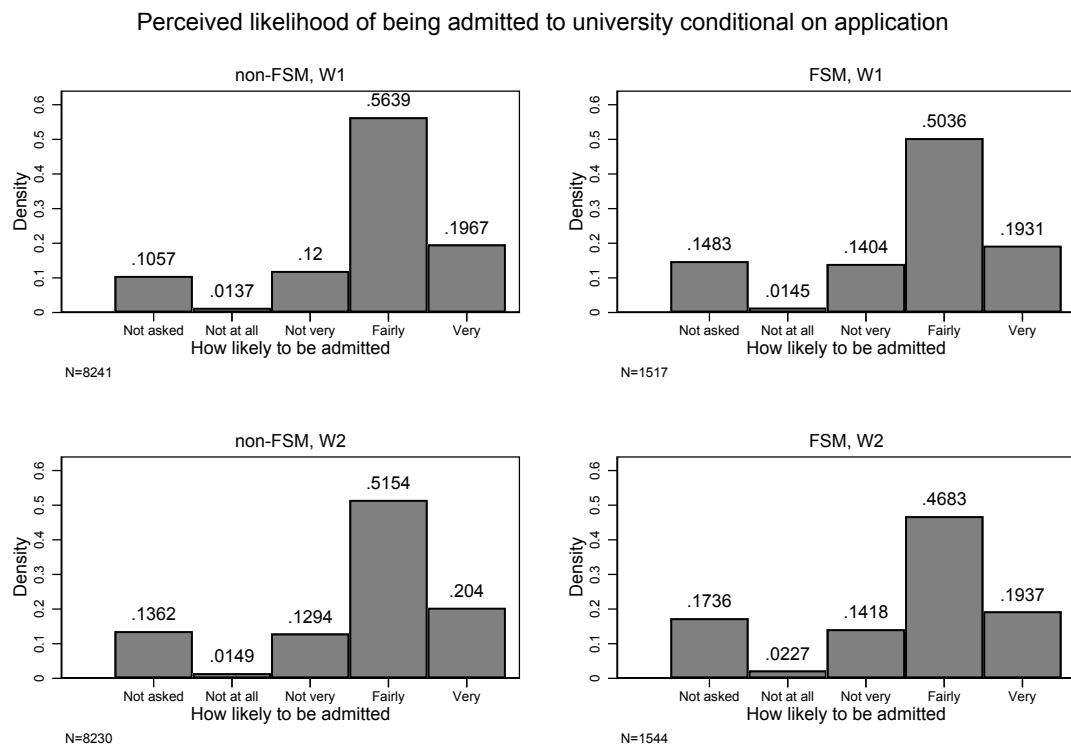 Perceived likelihood of being admitted to university conditional on application
non-FSM, W1
Density
0 0.1 0.2 0.3 0.4 0.5 0.6
.1057 .0137 .12 .5639 .1967
Not asked Not at all Not very Fairly Very
How likely to be admitted
N=8241
FSM, W1
Density
0 0.1 0.2 0.3 0.4 0.5 0.6
.1483 .0145 .1404 .5036 .1931
Not asked Not at all Not very Fairly Very
How likely to be admitted
N=1517
non-FSM, W2
Density
0 0.1 0.2 0.3 0.4 0.5 0.6
.1362 .0149 .1294 .5154 .204
Not asked Not at all Not very Fairly Very
How likely to be admitted
N=8230
FSM, W2
Density
0 0.1 0.2 0.3 0.4 0.5 0.6
.1736 .0227 .1418 .4683 .1937
Not asked Not at all Not very Fairly Very
How likely to be admitted
N=1544